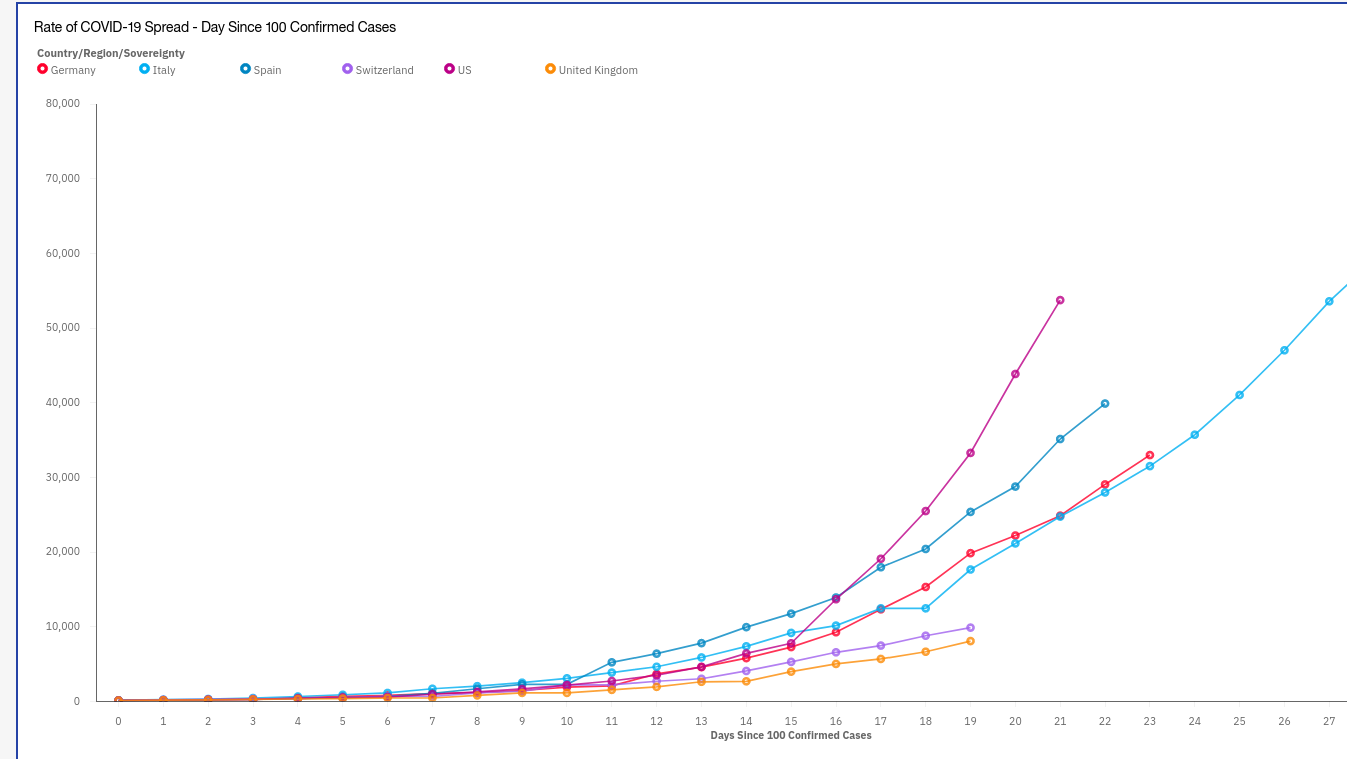 Rate of COVID-19 Spread - Day Since 100 Confirmed Cases
Country/Region/Sovereignty
Germany Italy Spain Switzerland US United Kingdom
80,000
70,000
60,000
50,000
40,000
30,000
20,000
10,000
0
0 1 2 3 4 5 6 7 8 9 10 11 12 13 14 15 16 17 18 19 20 21 22 23 24 25 26 27
Days Since 100 Confirmed Cases